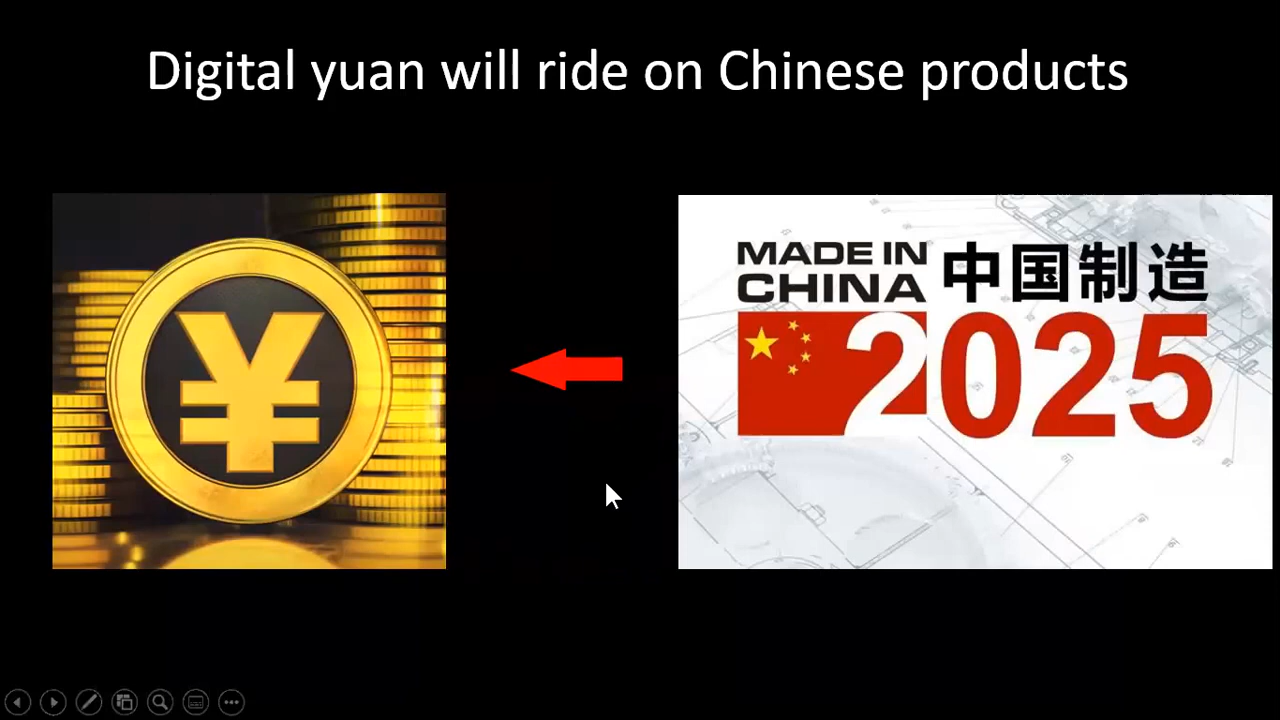 Digital yuan will ride on Chinese products
¥
MADE IN
CHINA
中国制造
2025